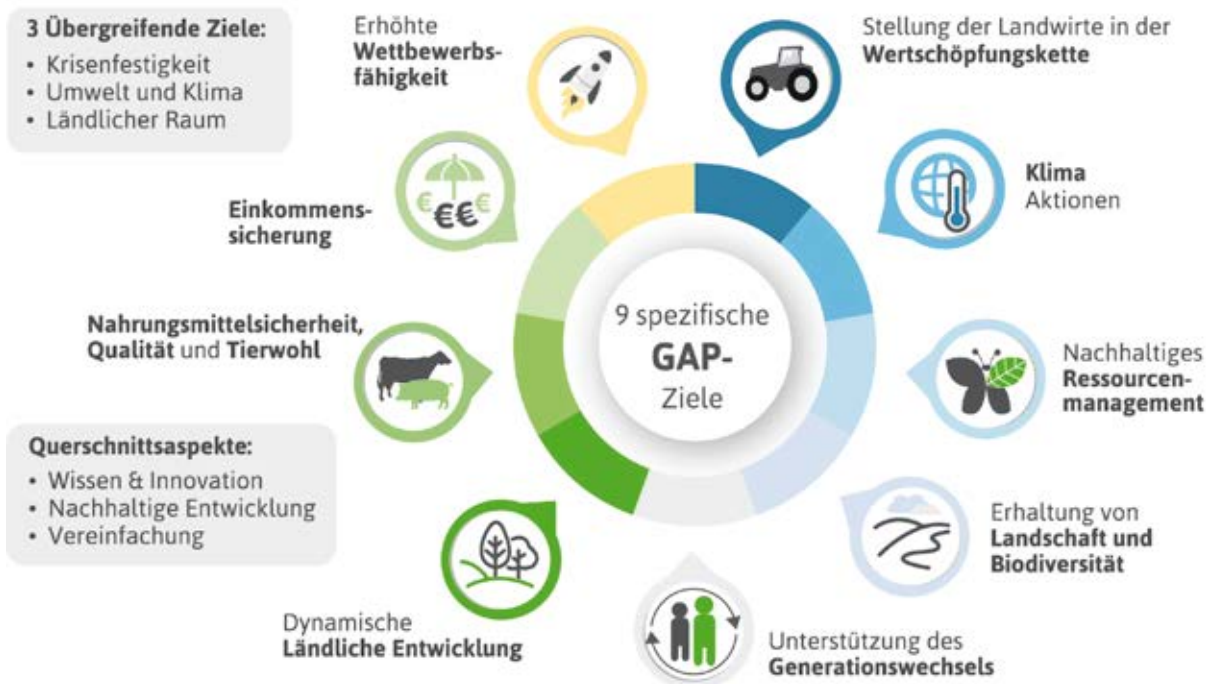 3 Übergreifende Ziele:
• Krisenfestigkeit
• Umwelt und Klima
• Ländlicher Raum
Erhöhte
Wettbewerbs-
fähigkeit
Stellung der Landwirte in der
Wertschöpfungskette
Klima
Aktionen
Einkommens-
sicherung
€ €€ €
9 spezifische
GAP-
Ziele
Nahrungsmittelsicherheit,
Qualität und Tierwohl
Nachhaltiges
Ressourcen-
management
Querschnittsaspekte:
• Wissen & Innovation
• Nachhaltige Entwicklung
• Vereinfachung
Erhaltung von
Landschaft und
Biodiversität
Dynamische
Ländliche Entwicklung
Unterstützung des
Generationswechsels